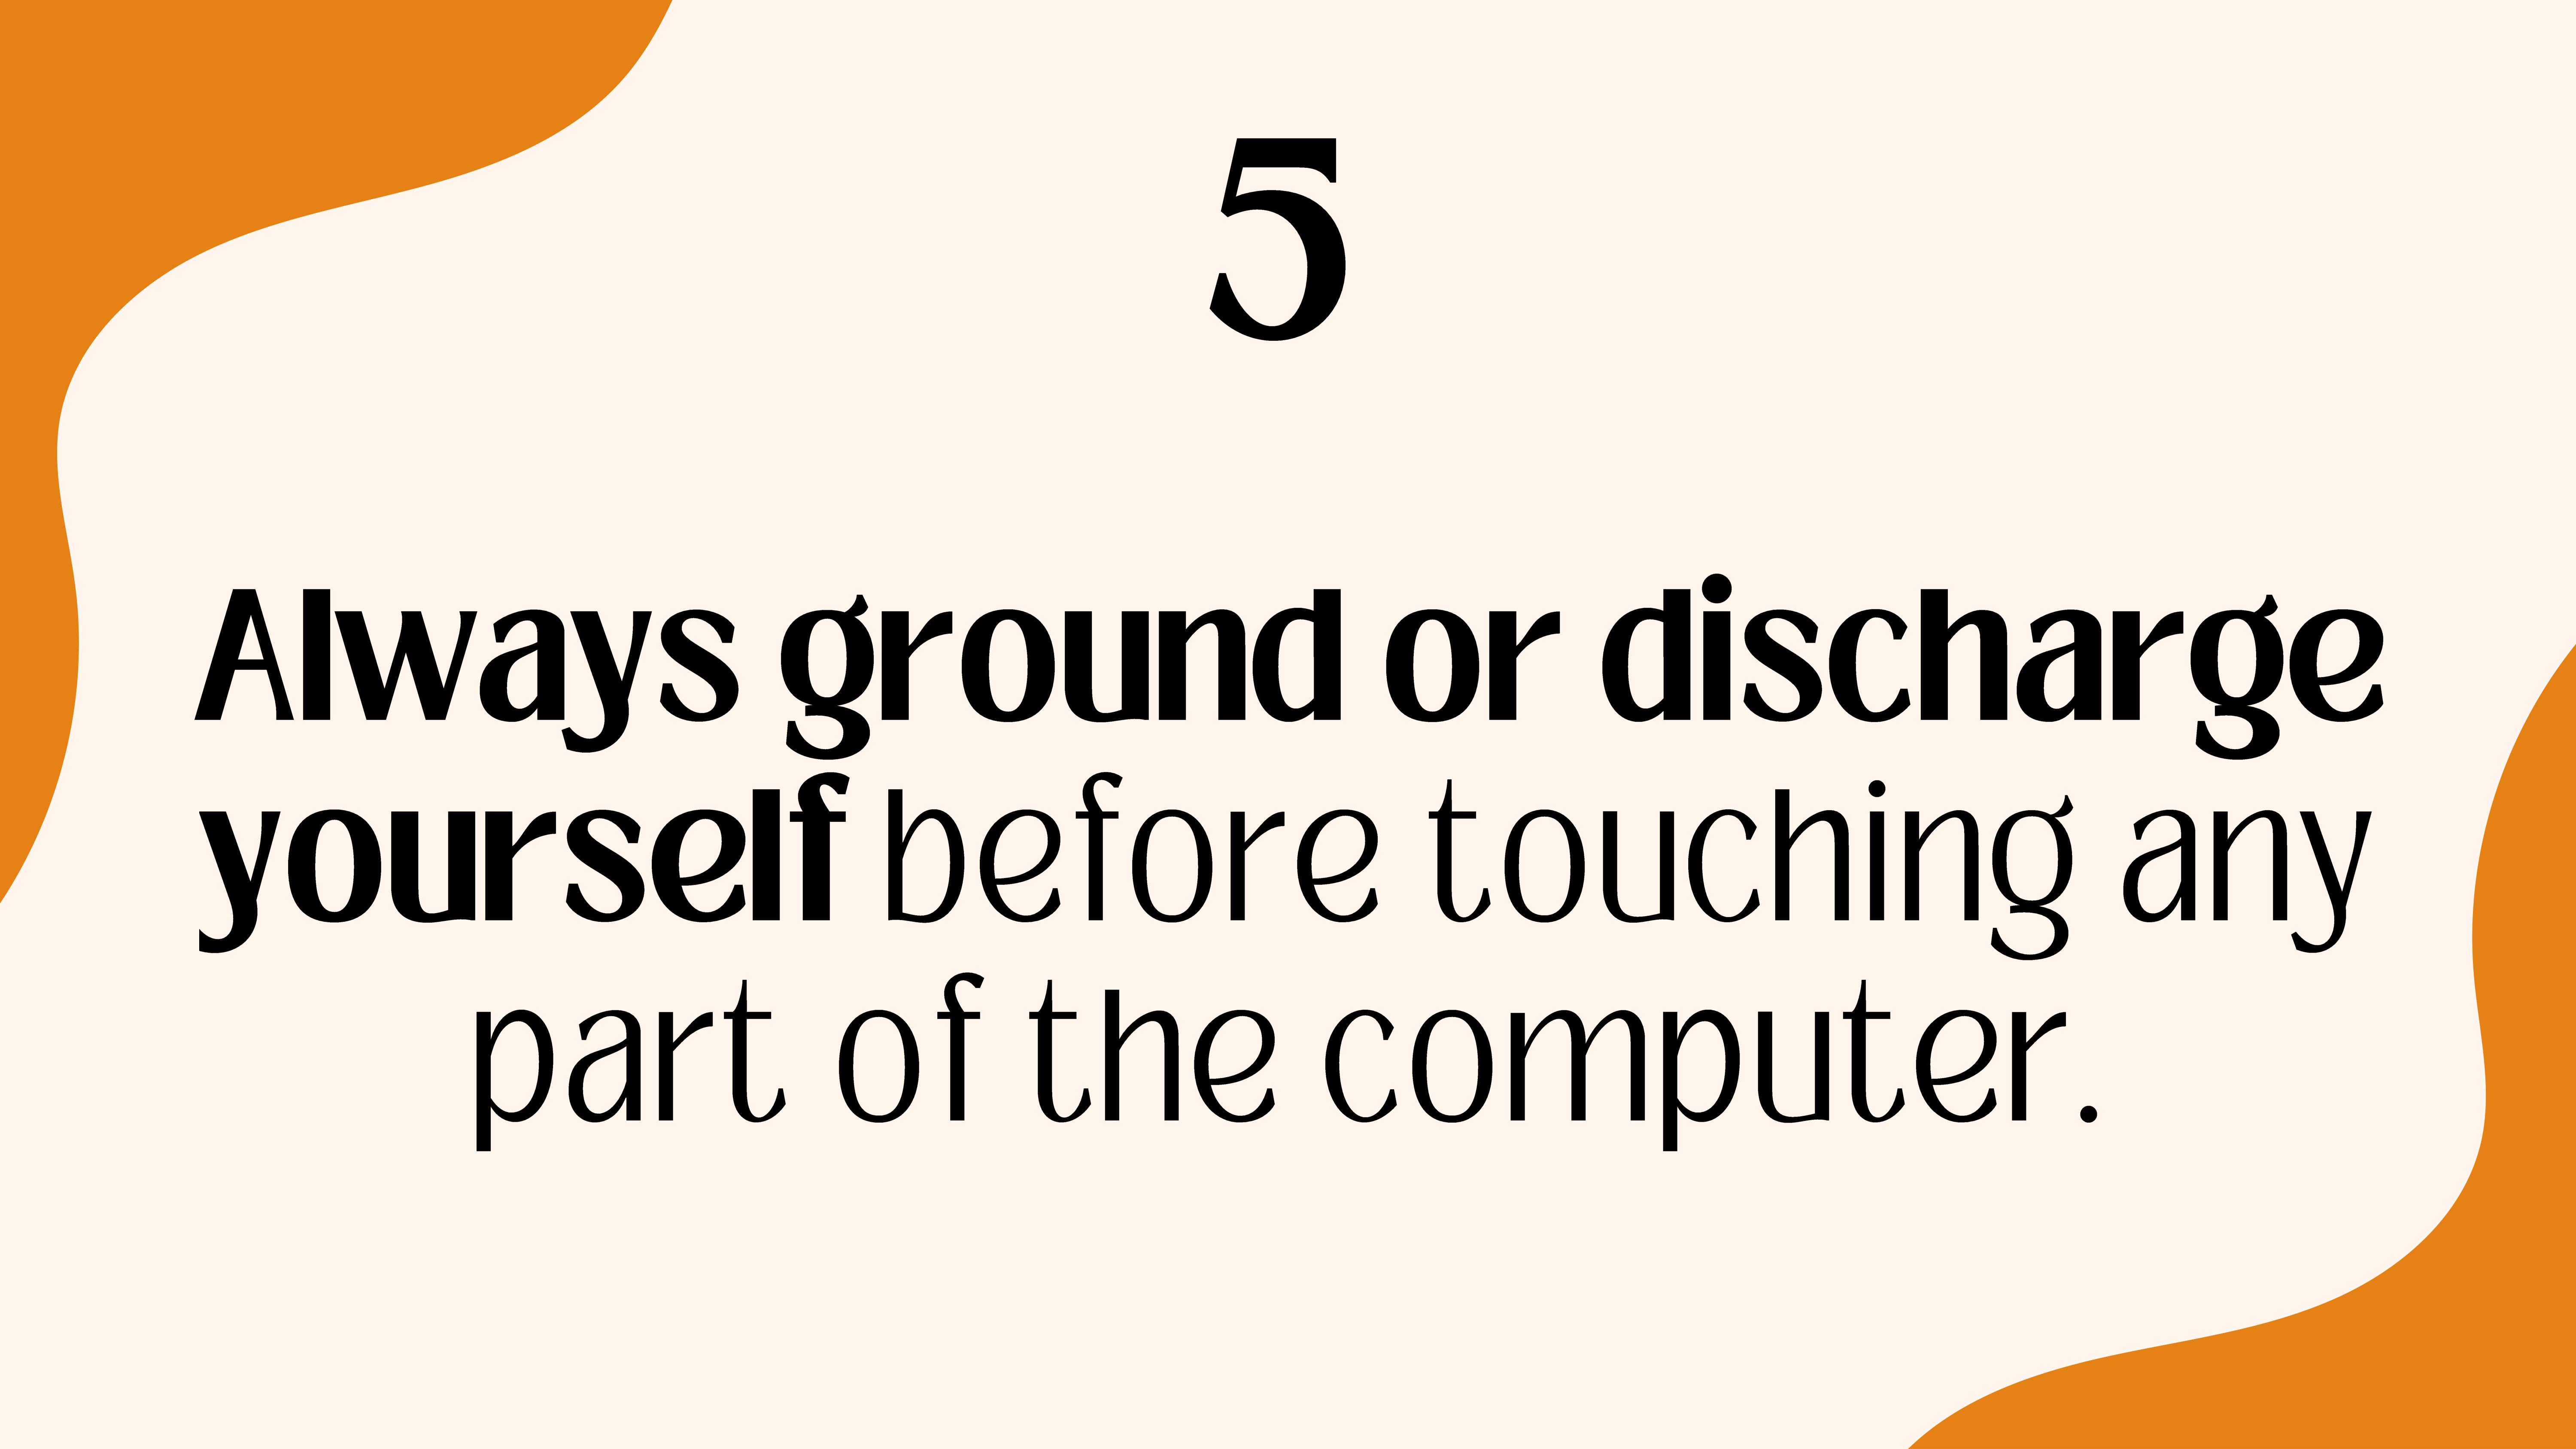 5
Always ground or discharge
yourself before touching any
part of the computer.